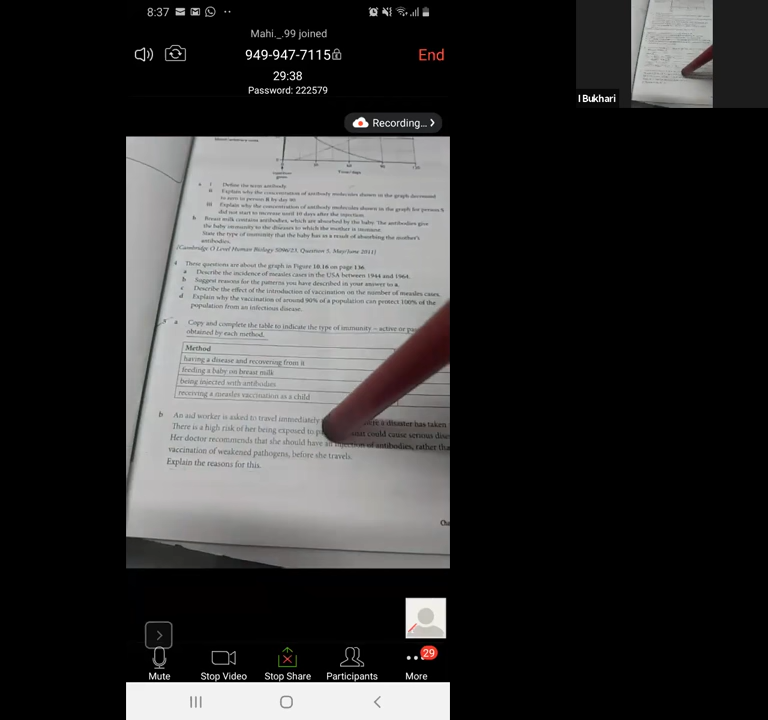 8:37
Mahi._.99 joined
949-947-7115
End
29:38
Password: 222579
Recording...
I Bukhari
Time/days
a i Define the term antibody
ii Explain why the concentration of antibody molecules shown in the graph decreased
to zero in person B by day 90
iii Explain why the concentration of antibody molecules shown in the graph for person
did not start to increase until 10 days after the injection
b Breast milk contains antibodies, which are absorbed by the baby. The antibodies give
the baby immunity to the diseases to which the mother is immune.
State the type of immunity that the baby has as a result of absorbing the mother's
antibodies.
[Cambridge O Level Human Biology 5096/23, Question 5, May/June 2011]
4 These questions are about the graph in Figure 10.16 on page 136
a Describe the incidence of measles cases in the USA between 1944 and 1964.
b Suggest reasons for the patterns you have described in your answer to a.
c Describe the effect of the introduction of vaccination on the number of measles cases.
d Explain why the vaccination of around 90% of a population can protect 100% of the
population from an infectious disease.
a Copy and complete the table to indicate the type of immunity – active or pas
obtained by each method.
Method
having a disease and recovering from it
feeding a baby on breast milk
being injected with antibodies
receiving a measles vaccination as a child
b An aid worker is asked to travel immediately ere a disaster has taken
There is a high risk of her being exposed to p that could cause serious dise
Her doctor recommends that she should have an injection of antibodies, rather tha
vaccination of weakened pathogens, before she travels.
Explain the reasons for this.
29
Mute
Stop Video
Stop Share
Participants
More